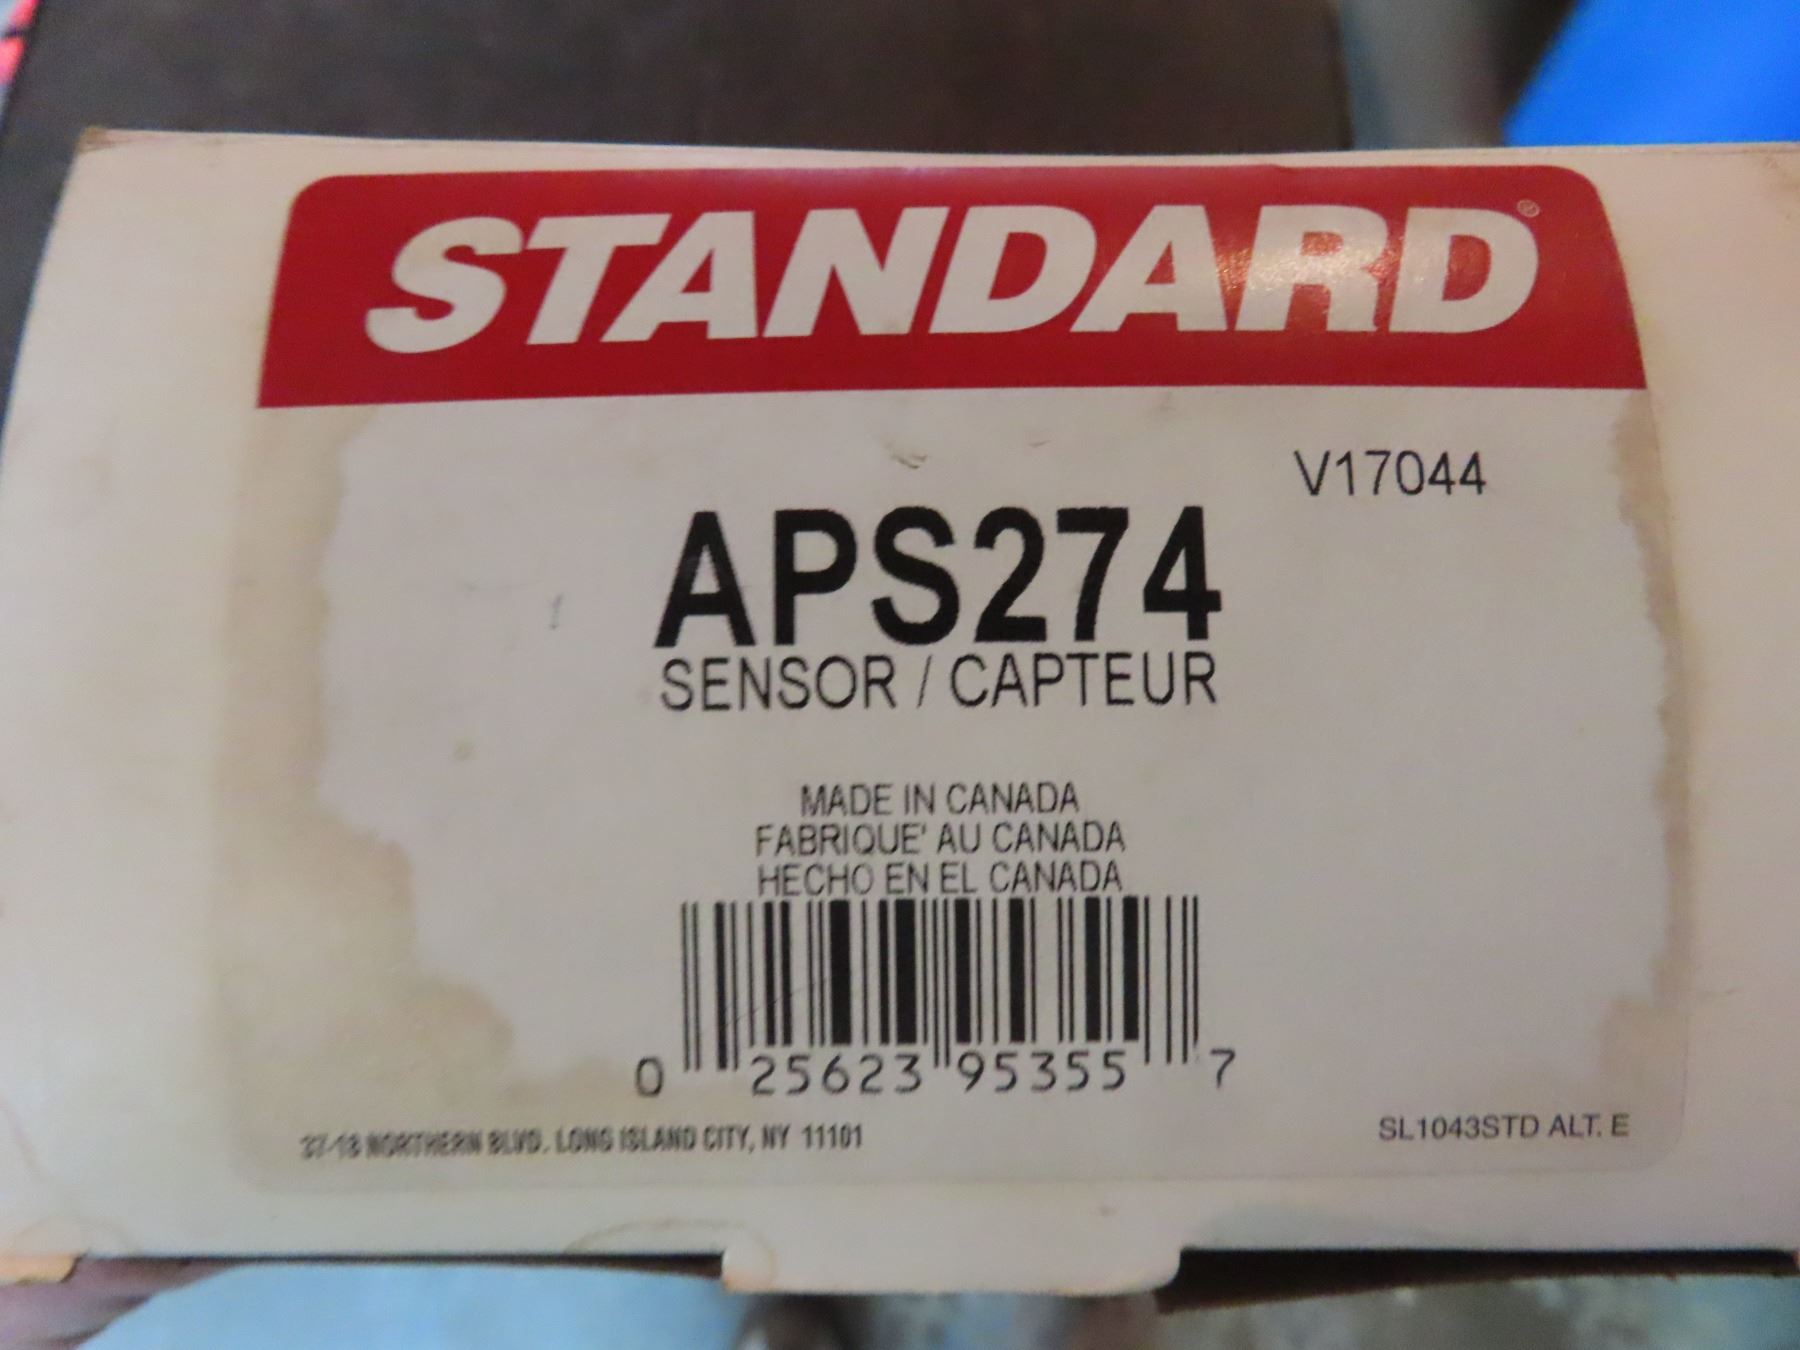 STANDARD®
V17044
APS274
SENSOR / CAPTEUR
MADE IN CANADA
FABRIQUE' AU CANADA
HECHO EN EL CANADA
0 25623 95355 7
37-18 NORTHERN BLVD. LONG ISLAND CITY, NY 11101
SL1043STD ALT. E